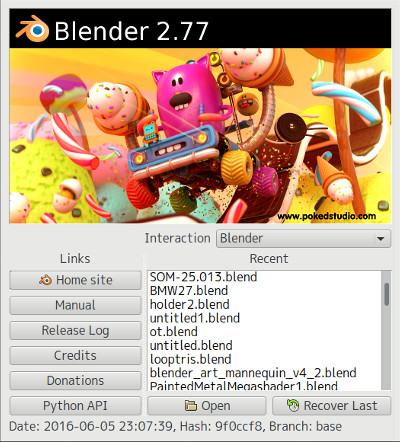 Blender 2.77
www.pokedstudio.com
Interaction Blender
Links Recent
Home site SOM-25.013.blend
BMW27.blend
Manual holder2.blend
untitled1.blend
Release Log ot.blend
untitled.blend
Credits looptris.blend
blender_art_mannequin_v4_2.blend
Donations PaintedMetalMegashader1.blend
Python API Open Recover Last
Date: 2016-06-05 23:07:39, Hash: 9f0ccf8, Branch: base